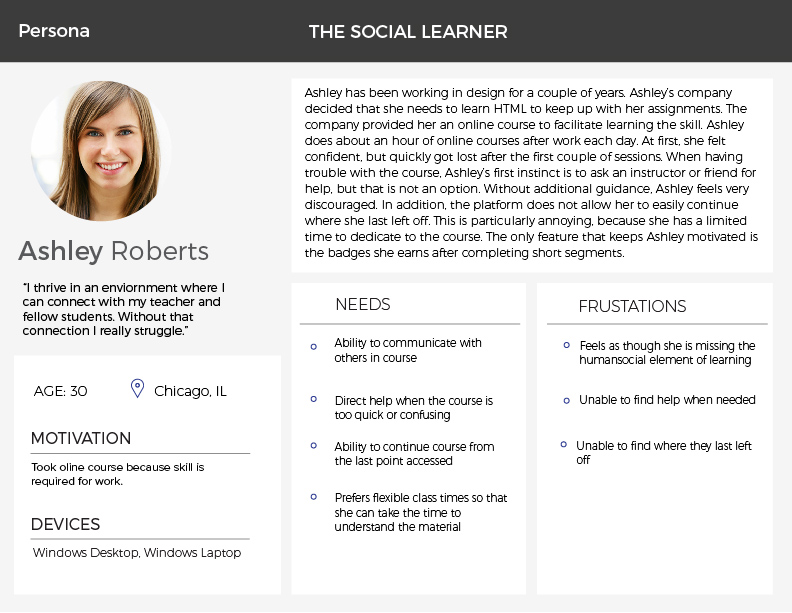 Persona
THE SOCIAL LEARNER
Ashley Roberts
“I thrive in an enviornment where I
can connect with my teacher and
fellow students. Without that
connection I really struggle.”
AGE: 30
Chicago, IL
MOTIVATION
Took oline course because skill is
required for work.
DEVICES
Windows Desktop, Windows Laptop
Ashley has been working in design for a couple of years. Ashley’s company
decided that she needs to learn HTML to keep up with her assignments. The
company provided her an online course to facilitate learning the skill. Ashley
does about an hour of online courses after work each day. At first, she felt
confident, but quickly got lost after the first couple of sessions. When having
trouble with the course, Ashley’s first instinct is to ask an instructor or friend for
help, but that is not an option. Without additional guidance, Ashley feels very
discouraged. In addition, the platform does not allow her to easily continue
where she last left off. This is particularly annoying, because she has a limited
time to dedicate to the course. The only feature that keeps Ashley motivated is
the badges she earns after completing short segments.
NEEDS
Ability to communicate with
others in course
Direct help when the course is
too quick or confusing
Ability to continue course from
the last point accessed
Prefers flexible class times so that
she can take the time to
understand the material
FRUSTATIONS
Feels as though she is missing the
humansocial element of learning
Unable to find help when needed
Unable to find where they last left
off